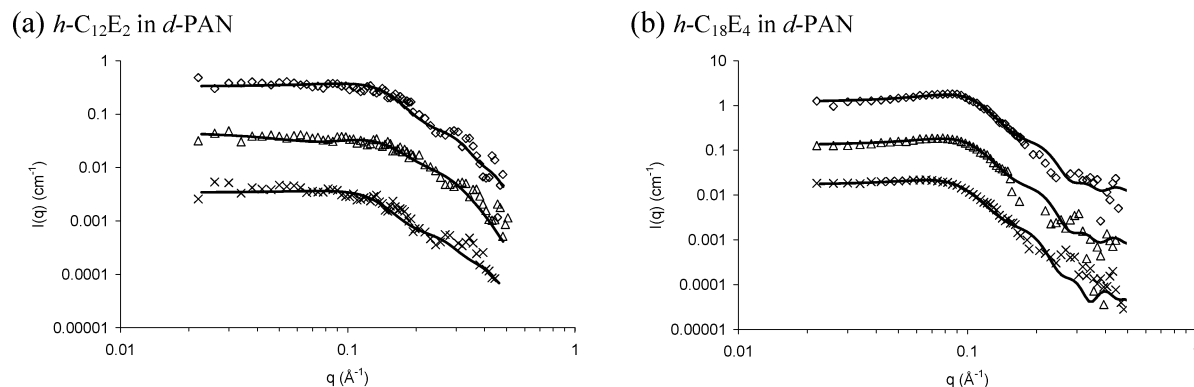 (a) h-C₁₂E₂ in d-PAN
1
0.1
0.01
0.001
0.0001
0.00001
I(q) (cm⁻¹)
0.01 0.1 1
q (Å⁻¹)
(b) h-C₁₈E₄ in d-PAN
10
1
0.1
0.01
0.001
0.0001
0.00001
I(q) (cm⁻¹)
0.01 0.1 1
q (Å⁻¹)